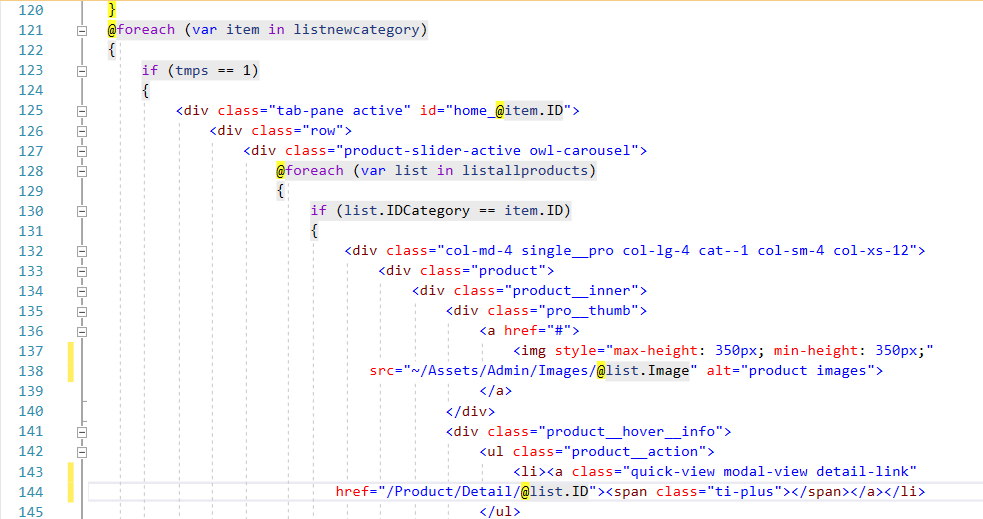 120 }
121 @foreach (var item in listnewcategory)
122 {
123 if (tmps == 1)
124 {
125 <div class="tab-pane active" id="home_@item.ID">
126 <div class="row">
127 <div class="product-slider-active owl-carousel">
128 @foreach (var list in listallproducts)
129 {
130 if (list.IDCategory == item.ID)
131 {
132 <div class="col-md-4 single__pro col-lg-4 cat--1 col-sm-4 col-xs-12">
133 <div class="product">
134 <div class="product__inner">
135 <div class="pro__thumb">
136 <a href="#">
137 <img style="max-height: 350px; min-height: 350px;"
138 src="~/Assets/Admin/Images/@list.Image" alt="product images">
139 </a>
140 </div>
141 <div class="product__hover__info">
142 <ul class="product__action">
143 <li><a class="quick-view modal-view detail-link"
144 href="/Product/Detail/@list.ID"><span class="ti-plus"></span></a></li>
145 </ul>